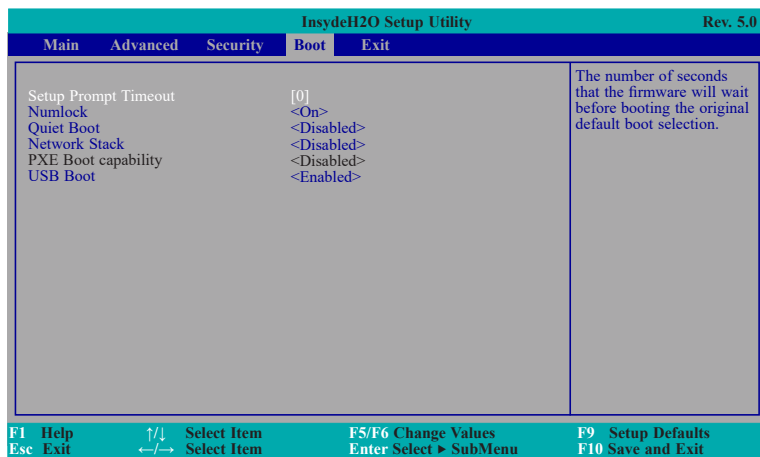 InsydeH2O Setup Utility Rev. 5.0
Main Advanced Security Boot Exit
Setup Prompt Timeout [0]
Numlock <On>
Quiet Boot <Disabled>
Network Stack <Disabled>
PXE Boot capability <Disabled>
USB Boot <Enabled>
The number of seconds
that the firmware will wait
before booting the original
default boot selection.
F1 Help ↑/↓ Select Item F5/F6 Change Values F9 Setup Defaults
Esc Exit ←/→ Select Item Enter Select ▶ SubMenu F10 Save and Exit